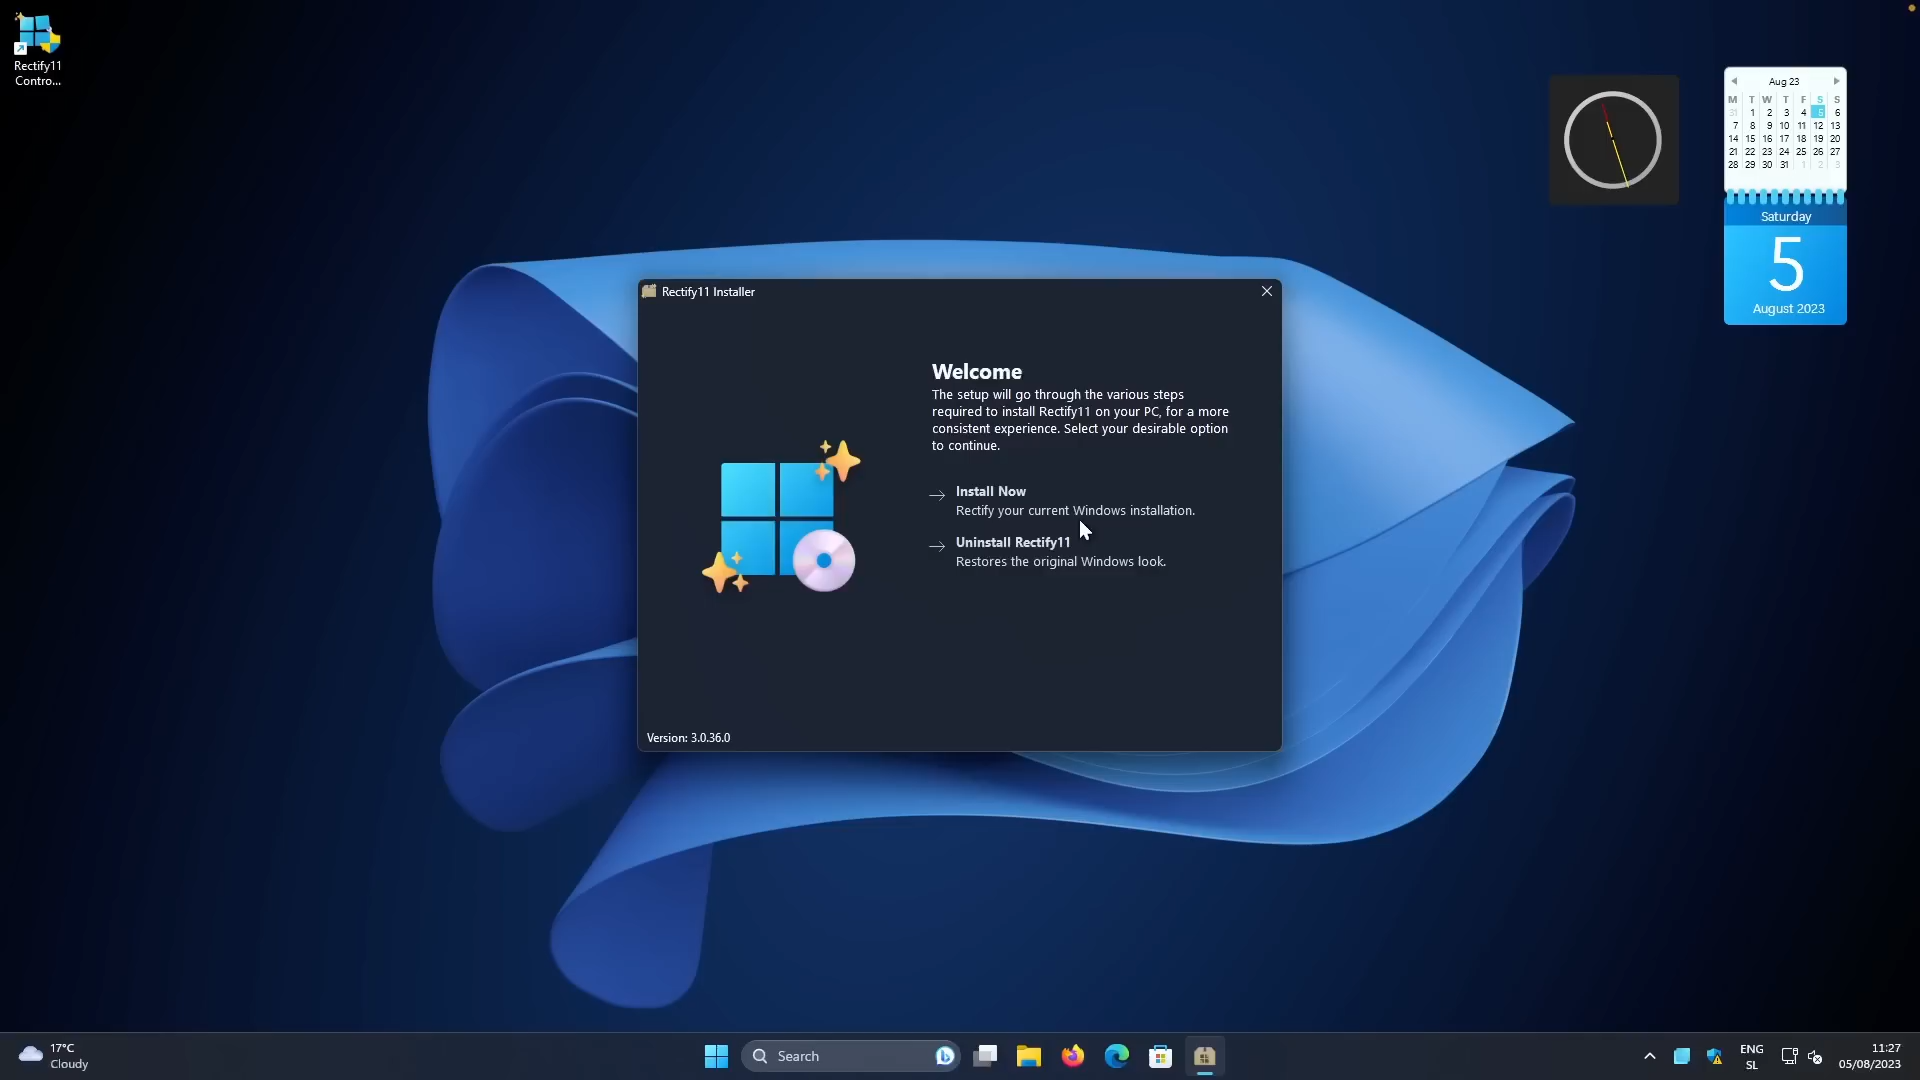 Rectify11
Contro...
Aug 23
M T W T F S S
31 1 2 3 4 5 6
7 8 9 10 11 12 13
14 15 16 17 18 19 20
21 22 23 24 25 26 27
28 29 30 31 1 2 3
Saturday
5
August 2023
Rectify11 Installer
Welcome
The setup will go through the various steps
required to install Rectify11 on your PC, for a more
consistent experience. Select your desirable option
to continue.
Install Now
Rectify your current Windows installation.
Uninstall Rectify11
Restores the original Windows look.
Version: 3.0.36.0
17°C
Cloudy
Search
ENG
SL
11:27
05/08/2023